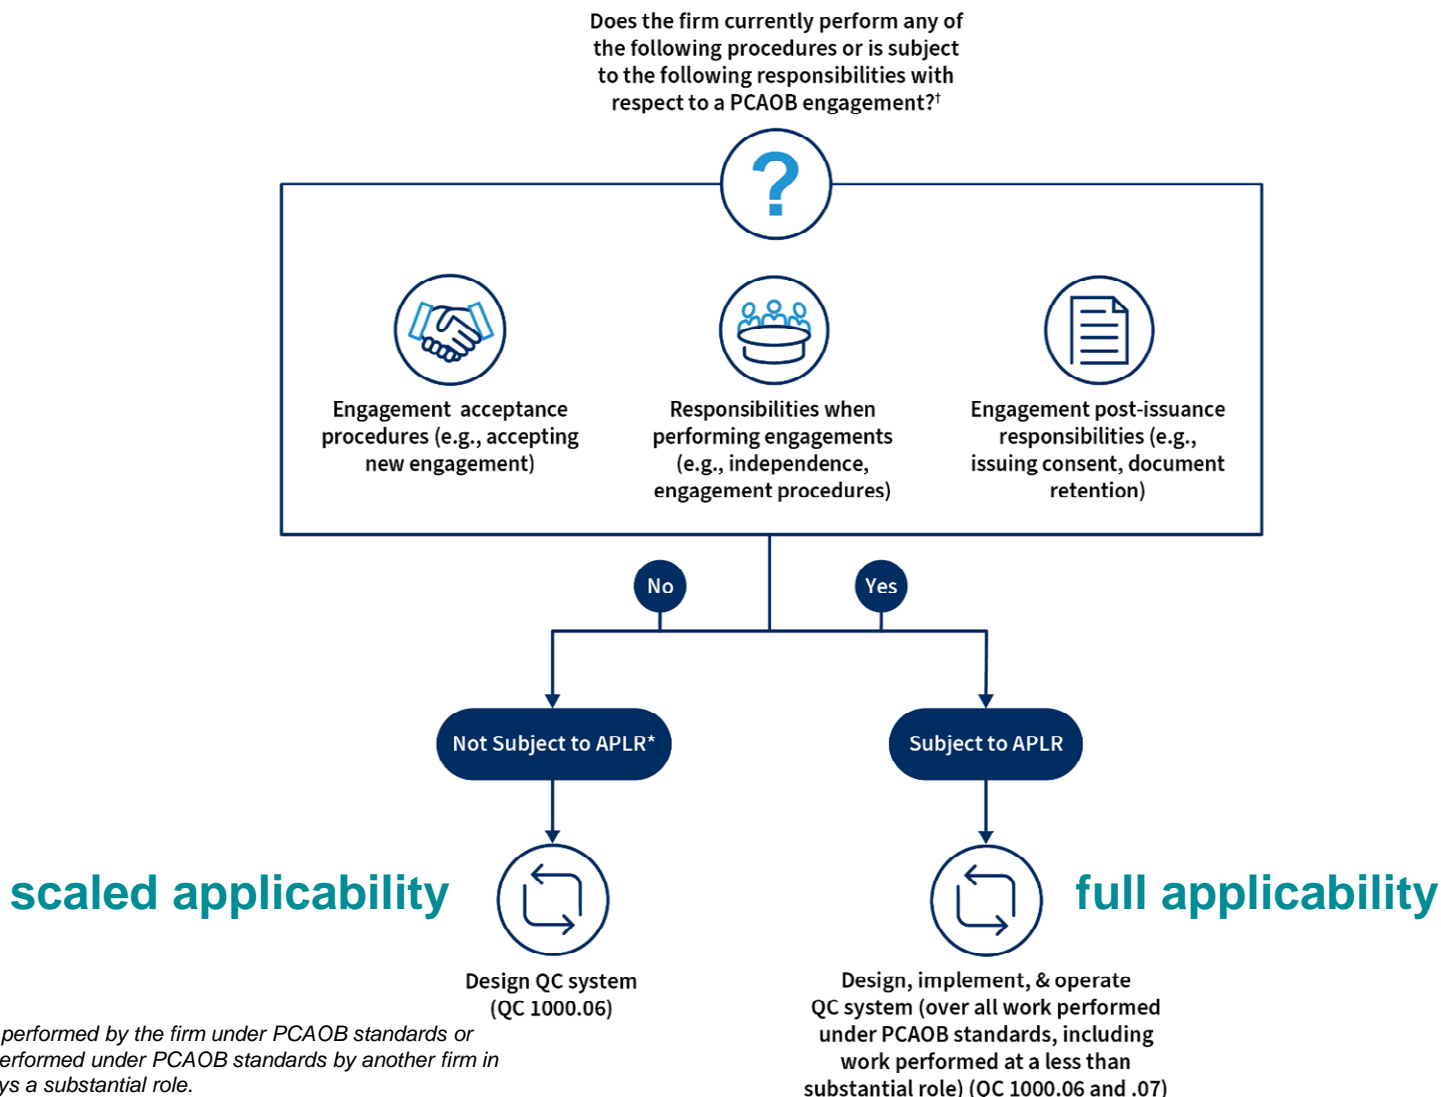 Does the firm currently perform any of
the following procedures or is subject
to the following responsibilities with
respect to a PCAOB engagement?†
?
Engagement acceptance
procedures (e.g., accepting
new engagement)
Responsibilities when
performing engagements
(e.g., independence,
engagement procedures)
Engagement post-issuance
responsibilities (e.g.,
issuing consent, document
retention)
No
Yes
Not Subject to APLR*
Subject to APLR
scaled applicability
full applicability
Design QC system
(QC 1000.06)
Design, implement, & operate
QC system (over all work performed
under PCAOB standards, including
work performed at a less than
substantial role) (QC 1000.06 and .07)
performed by the firm under PCAOB standards or
performed under PCAOB standards by another firm in
a substantial role.